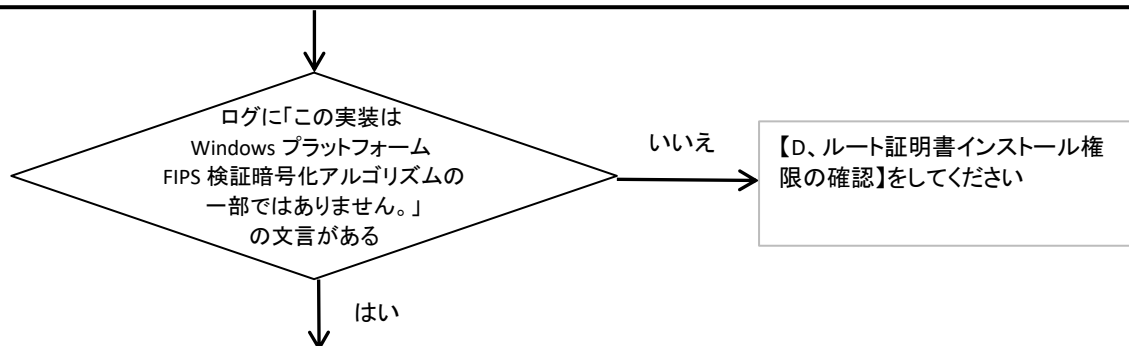 ログに「この実装は
Windows プラットフォーム
FIPS 検証暗号化アルゴリズムの
一部ではありません。」
の文言がある
いいえ
【D、ルート証明書インストール権
限の確認】をしてください
はい